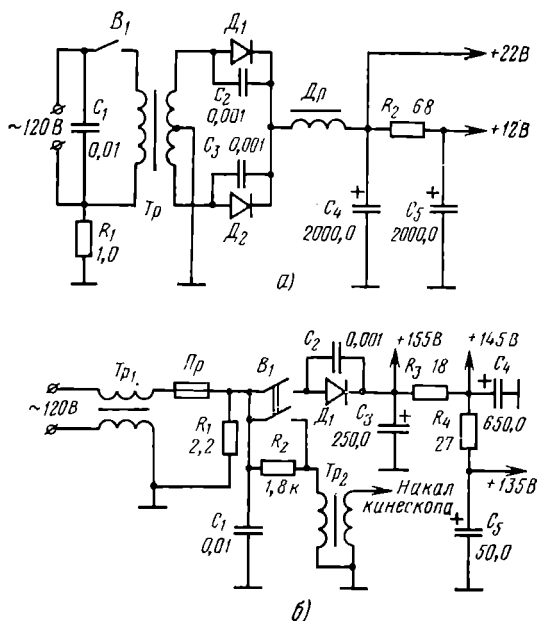 В1
Д1
С2
0,001
+22В
Др
R2 68
+12В
~120В
С1
0,01
С3 0,001
Тр
Д2
С4
2000,0
С5
2000,0
R1
1,0
а)
С2
0,001
+155В
+145В
Тр1.
Пр
В1
R3 18
С4
~120В
R1
2,2
Д1
С3
250,0
650,0
R4
27
R2
1,8к
Тр2
+135В
С1
0,01
Накал
кинескопа
С5
50,0
б)